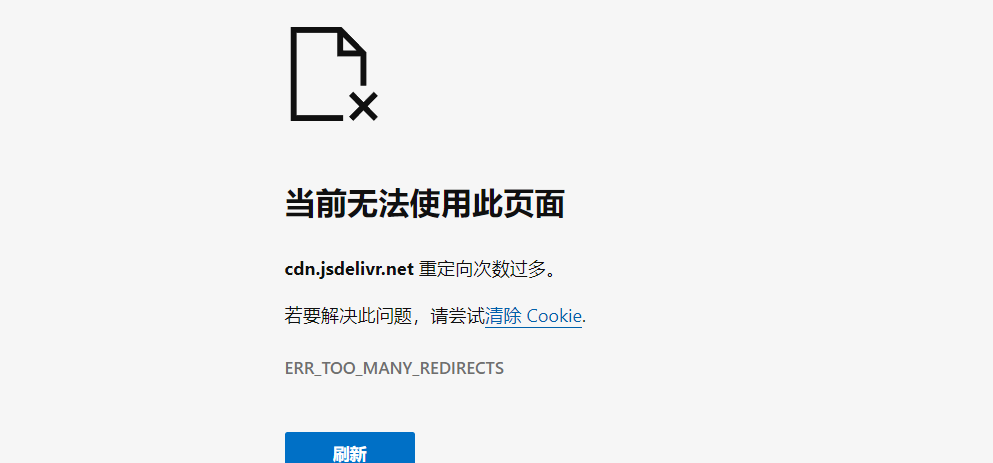 当前无法使用此页面
cdn.jsdelivr.net 重定向次数过多。
若要解决此问题，请尝试清除 Cookie.
ERR_TOO_MANY_REDIRECTS
刷新